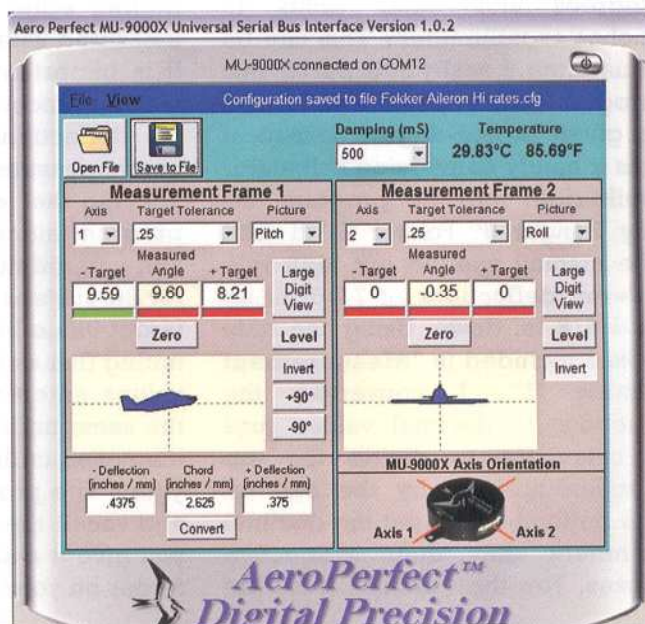 Aero Perfect MU-9000X Universal Serial Bus Interface Version 1.0.2
MU-9000X connected on COM12
File View
Configuration saved to file Fokker Aileron Hi rates.cfg
Open File
Save to File
Damping (mS)
500
Temperature
29.83°C 85.69°F
Measurement Frame 1
Axis Target Tolerance Picture
1 .25 Pitch
- Target Measured Angle + Target
9.59 9.60 8.21
Large Digit View
Zero
Level
Invert
+90°
-90°
- Deflection (inches / mm) Chord (inches / mm) + Deflection (inches / mm)
.4375 2.625 .375
Convert
Measurement Frame 2
Axis Target Tolerance Picture
2 .25 Roll
- Target Measured Angle + Target
0 -0.35 0
Large Digit View
Zero
Level
Invert
MU-9000X Axis Orientation
Axis 1 Axis 2
AeroPerfect™
Digital Precision